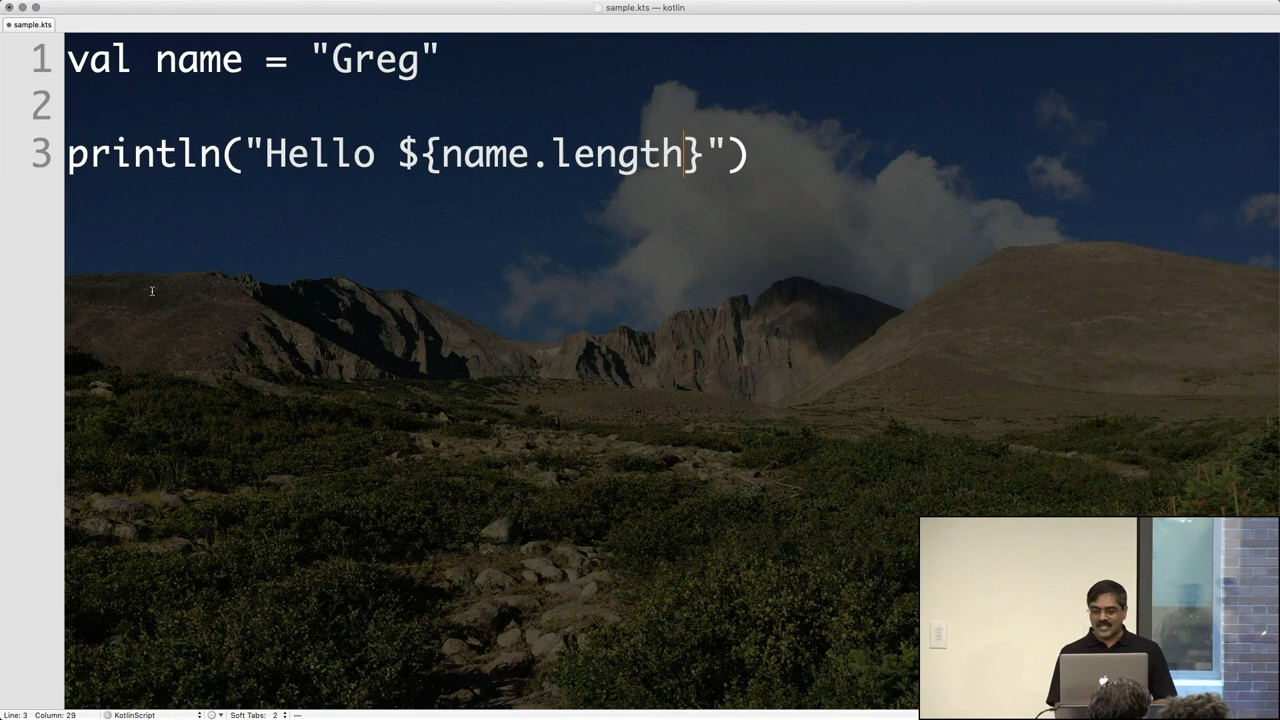 sample.kts — kotlin
sample.kts
1 val name = "Greg"
2
3 println("Hello ${name.length}")
Line: 3 Column: 29 KotlinScript Soft Tabs: 2 —